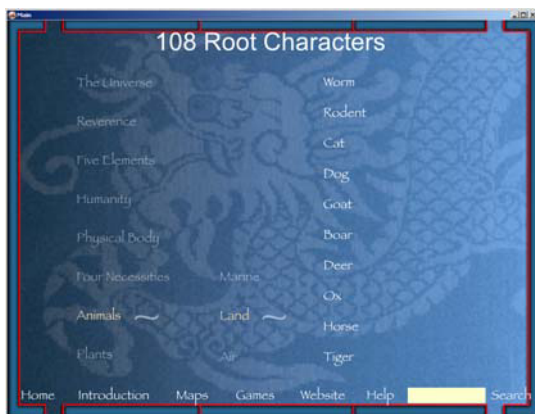 Main
108 Root Characters
The Universe
Reverence
Five Elements
Humanity
Physical Body
Four Necessities
Animals ~
Plants
Marine
Land ~
Air
Worm
Rodent
Cat
Dog
Goat
Boar
Deer
Ox
Horse
Tiger
Home Introduction Maps Games Website Help Search